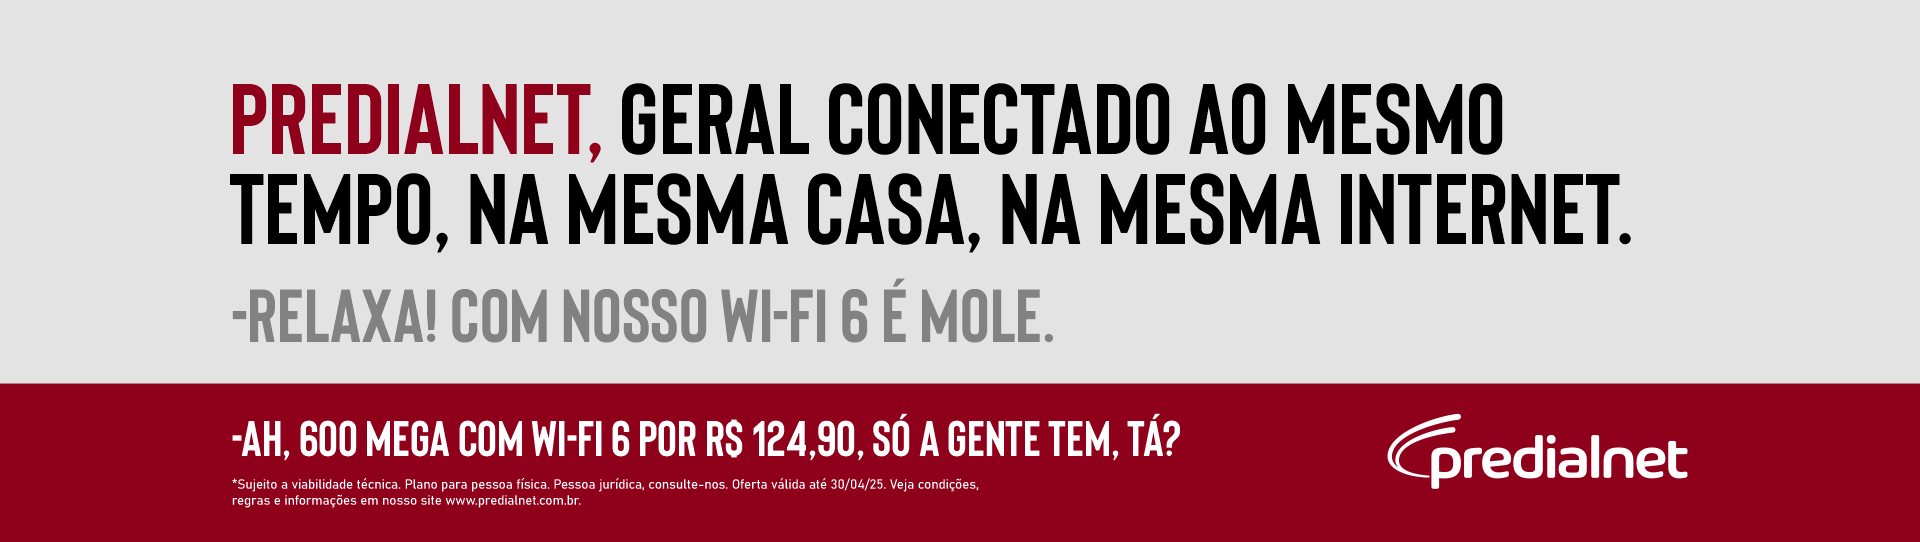 PREDIALNET, GERAL CONECTADO AO MESMO
TEMPO, NA MESMA CASA, NA MESMA INTERNET.
-RELAXA! COM NOSSO WI-FI 6 É MOLE.
-AH, 600 MEGA COM WI-FI 6 POR R$ 124,90, SÓ A GENTE TEM, TÁ?
*Sujeito a viabilidade técnica. Plano para pessoa física. Pessoa jurídica, consulte-nos. Oferta válida até 30/04/25. Veja condições,
regras e informações em nosso site www.predialnet.com.br.
predialnet